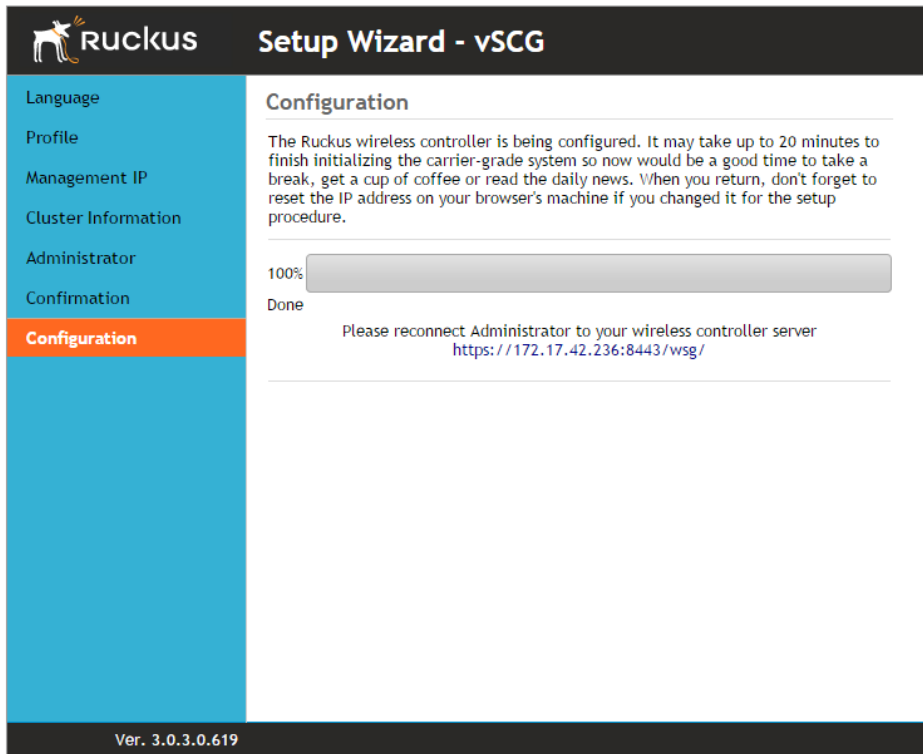 Ruckus
Setup Wizard - vSCG
Language
Profile
Management IP
Cluster Information
Administrator
Confirmation
Configuration
Configuration
The Ruckus wireless controller is being configured. It may take up to 20 minutes to
finish initializing the carrier-grade system so now would be a good time to take a
break, get a cup of coffee or read the daily news. When you return, don't forget to
reset the IP address on your browser's machine if you changed it for the setup
procedure.
100%
Done
Please reconnect Administrator to your wireless controller server
https://172.17.42.236:8443/wsg/
Ver. 3.0.3.0.619